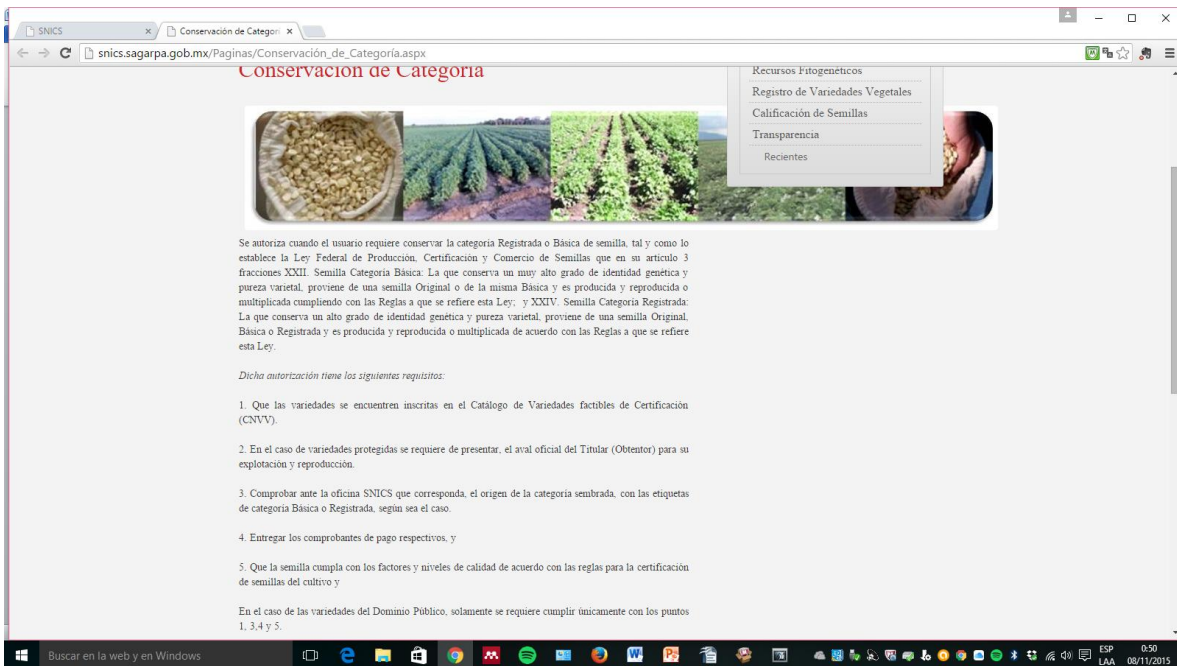 SNICS
Conservación de Categorí
snics.sagarpa.gob.mx/Paginas/Conservación_de_Categoría.aspx
Conservación de Categoría
Recursos Fitogenéticos
Registro de Variedades Vegetales
Calificación de Semillas
Transparencia
Recientes
Se autoriza cuando el usuario requiere conservar la categoría Registrada o Básica de semilla, tal y como lo
establece la Ley Federal de Producción, Certificación y Comercio de Semillas que en su artículo 3
fracciones XXII. Semilla Categoría Básica: La que conserva un muy alto grado de identidad genética y
pureza varietal, proviene de una semilla Original o de la misma Básica y es producida y reproducida o
multiplicada cumpliendo con las Reglas a que se refiere esta Ley; y XXIV. Semilla Categoría Registrada:
La que conserva un alto grado de identidad genética y pureza varietal, proviene de una semilla Original,
Básica o Registrada y es producida y reproducida o multiplicada de acuerdo con las Reglas a que se refiere
esta Ley.
Dicha autorización tiene los siguientes requisitos:
1. Que las variedades se encuentren inscritas en el Catálogo de Variedades factibles de Certificación
(CNVV).
2. En el caso de variedades protegidas se requiere de presentar, el aval oficial del Titular (Obtentor) para su
explotación y reproducción.
3. Comprobar ante la oficina SNICS que corresponda, el origen de la categoría sembrada, con las etiquetas
de categoría Básica o Registrada, según sea el caso.
4. Entregar los comprobantes de pago respectivos, y
5. Que la semilla cumpla con los factores y niveles de calidad de acuerdo con las reglas para la certificación
de semillas del cultivo y
En el caso de las variedades del Dominio Público, solamente se requiere cumplir únicamente con los puntos
1, 3,4 y 5.
Buscar en la web y en Windows
ESP
LAA
0:50
08/11/2015